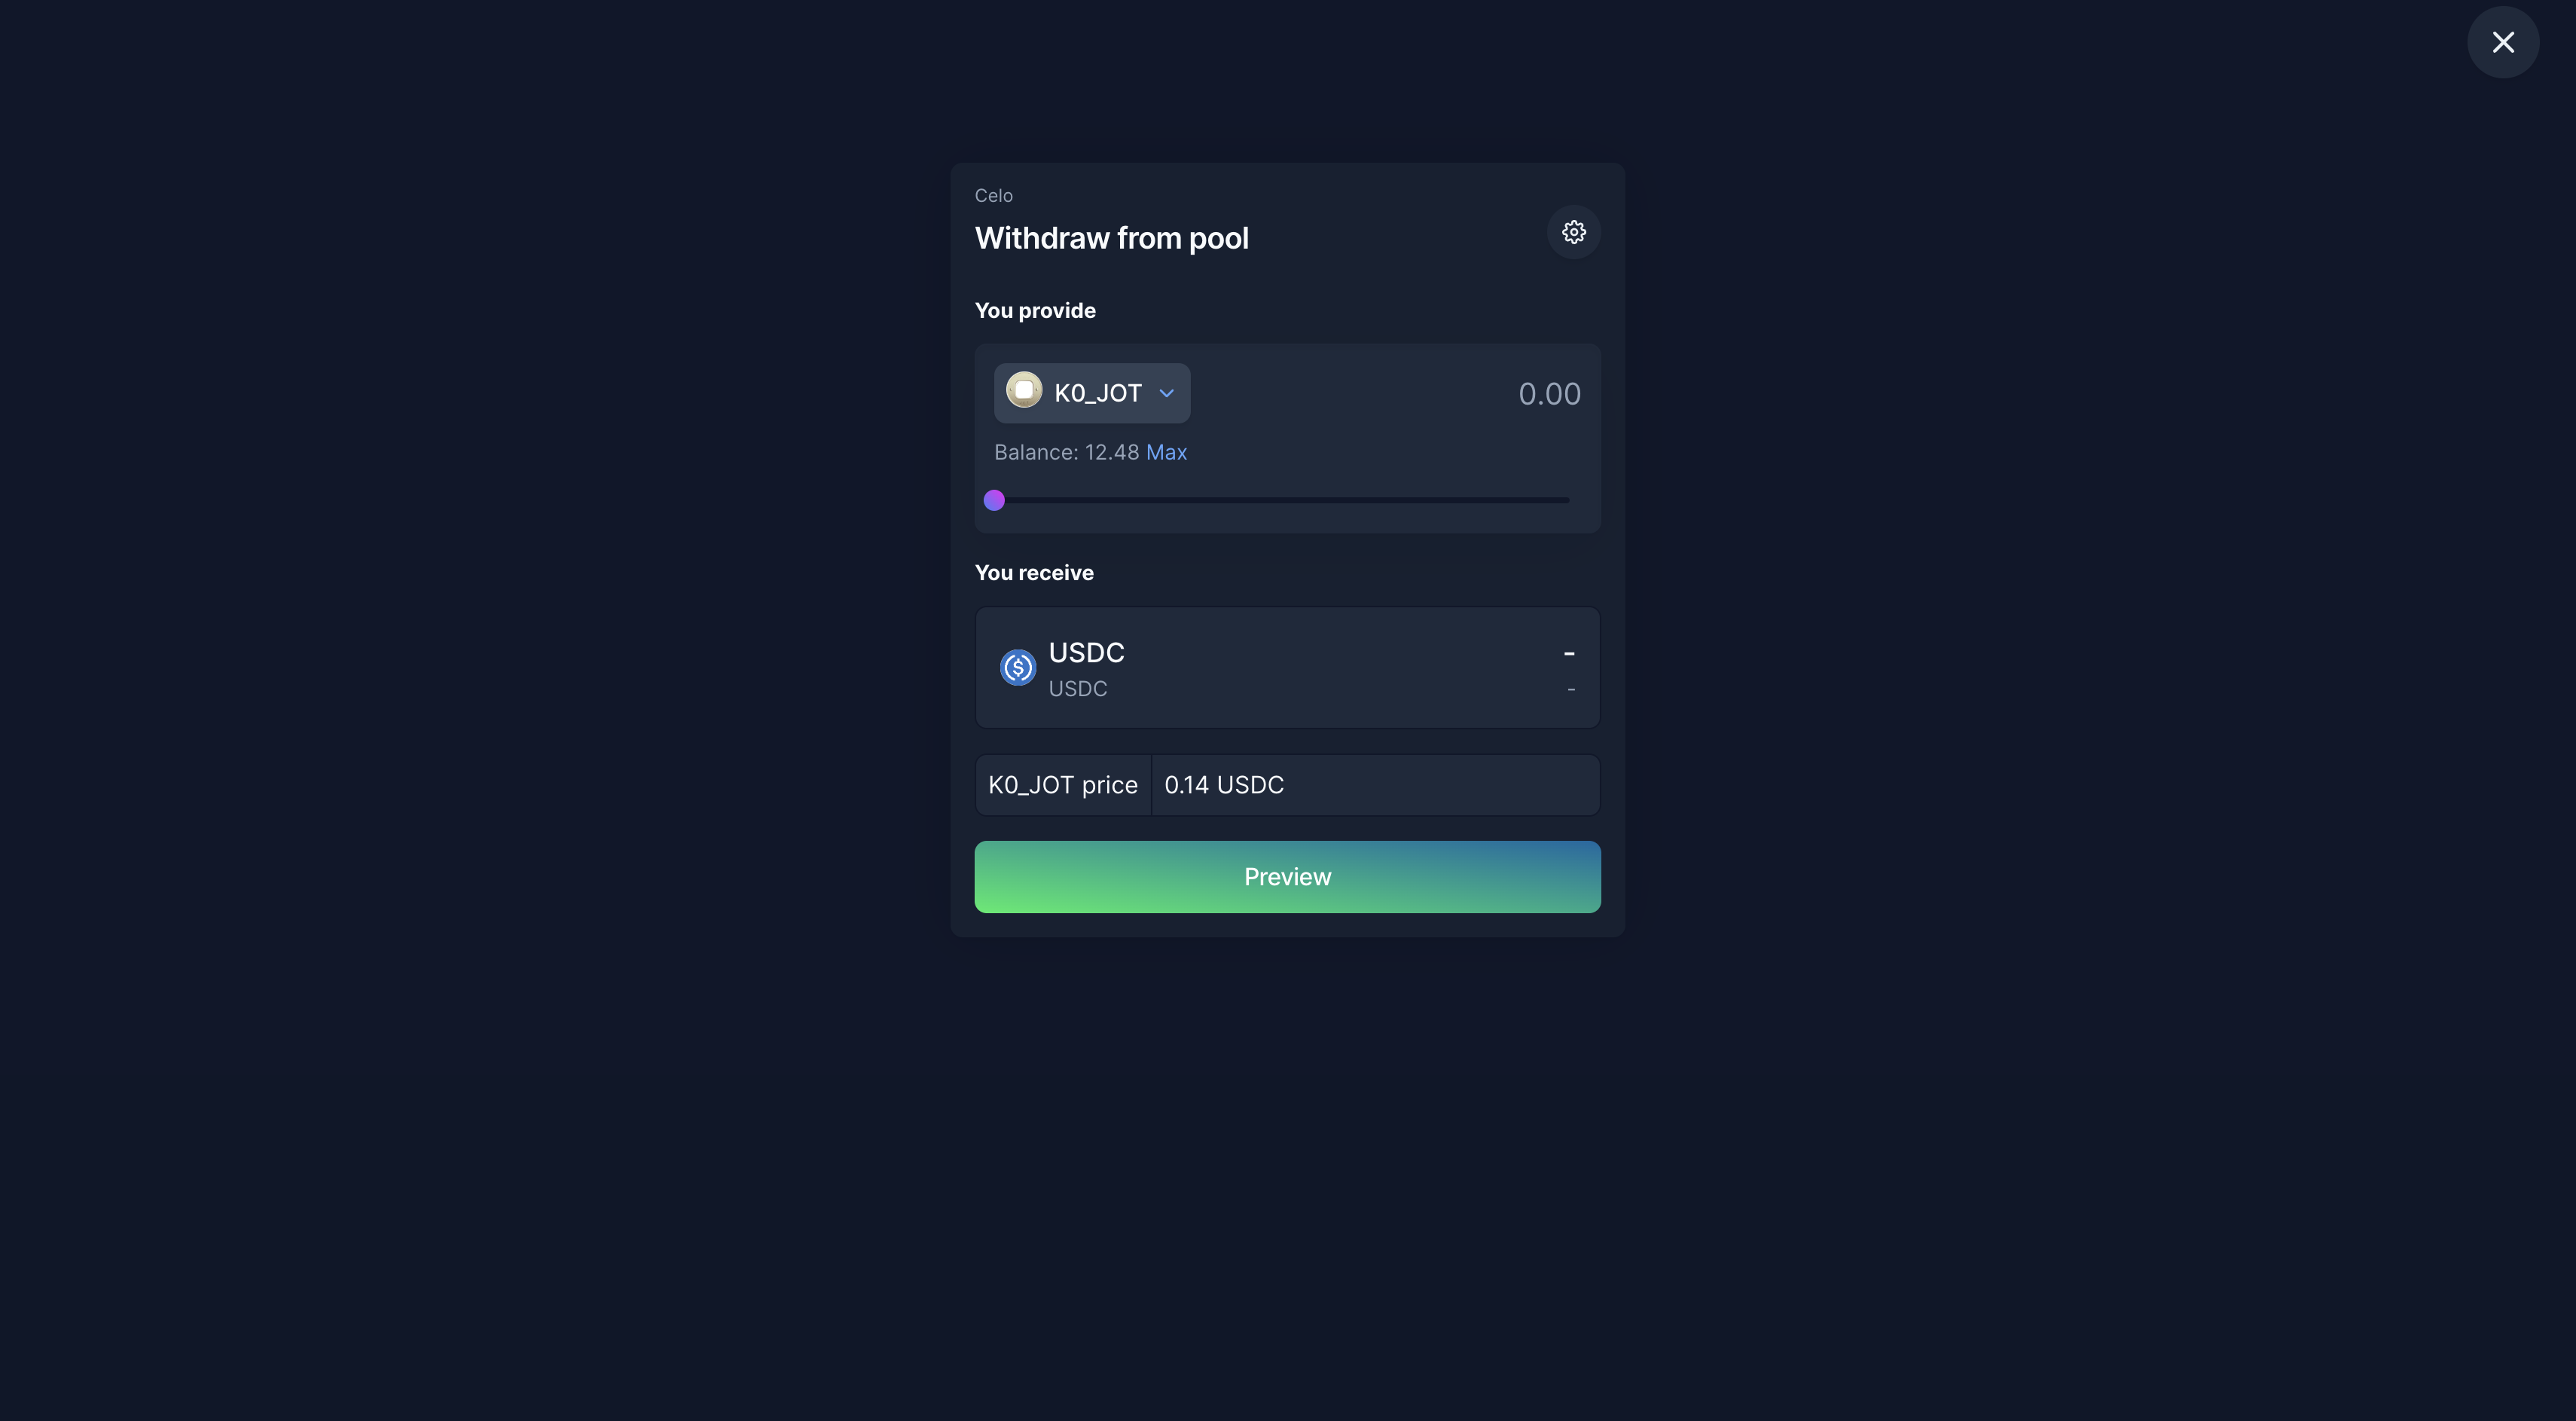 Celo
Withdraw from pool
You provide
K0_JOT
0.00
Balance: 12.48 Max
You receive
USDC
-
USDC
-
K0_JOT price
0.14 USDC
Preview